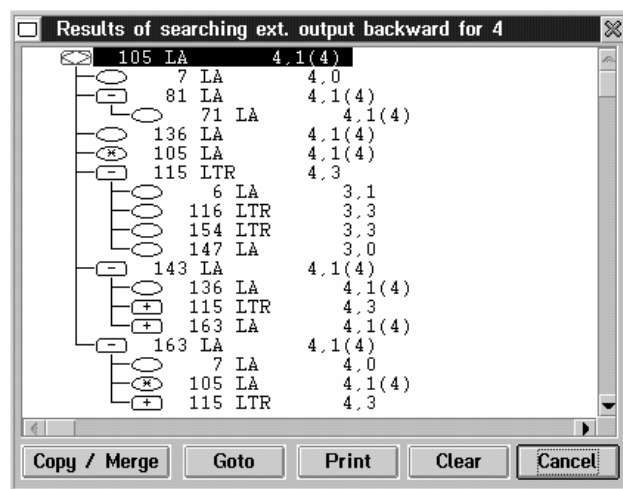 Results of searching ext. output backward for 4
105 LA 4,1(4)
7 LA 4,0
81 LA 4,1(4)
71 LA 4,1(4)
136 LA 4,1(4)
105 LA 4,1(4)
115 LTR 4,3
6 LA 3,1
116 LTR 3,3
154 LTR 3,3
147 LA 3,0
143 LA 4,1(4)
136 LA 4,1(4)
115 LTR 4,3
163 LA 4,1(4)
163 LA 4,1(4)
7 LA 4,0
105 LA 4,1(4)
115 LTR 4,3
Copy / Merge Goto Print Clear Cancel